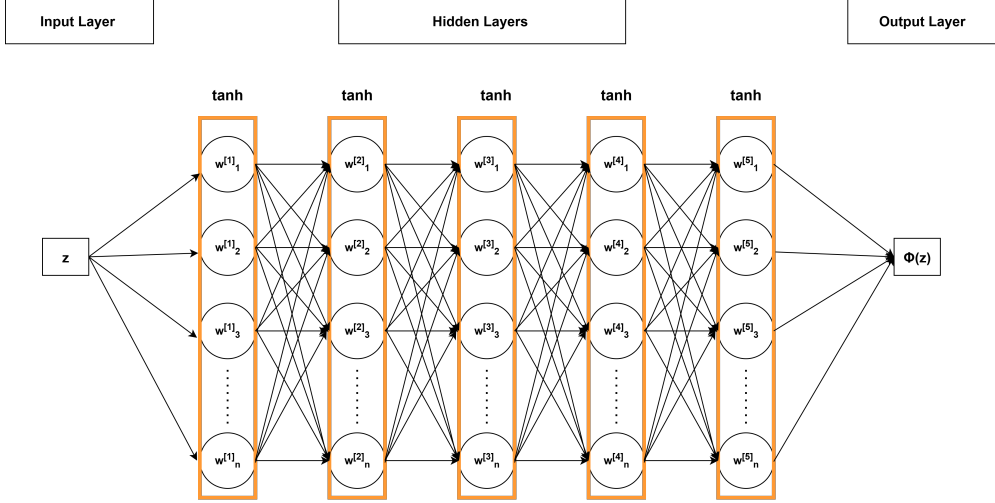 Input Layer Hidden Layers Output Layer
tanh tanh tanh tanh tanh
w[1]1 w[2]1 w[3]1 w[4]1 w[5]1
w[1]2 w[2]2 w[3]2 w[4]2 w[5]2
z Φ(z)
w[1]3 w[2]3 w[3]3 w[4]3 w[5]3
w[1]n w[2]n w[3]n w[4]n w[5]n